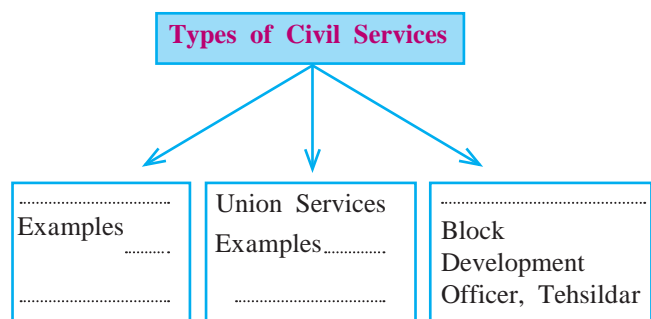 Types of Civil Services
Examples
Union Services
Examples
Block
Development
Officer, Tehsildar